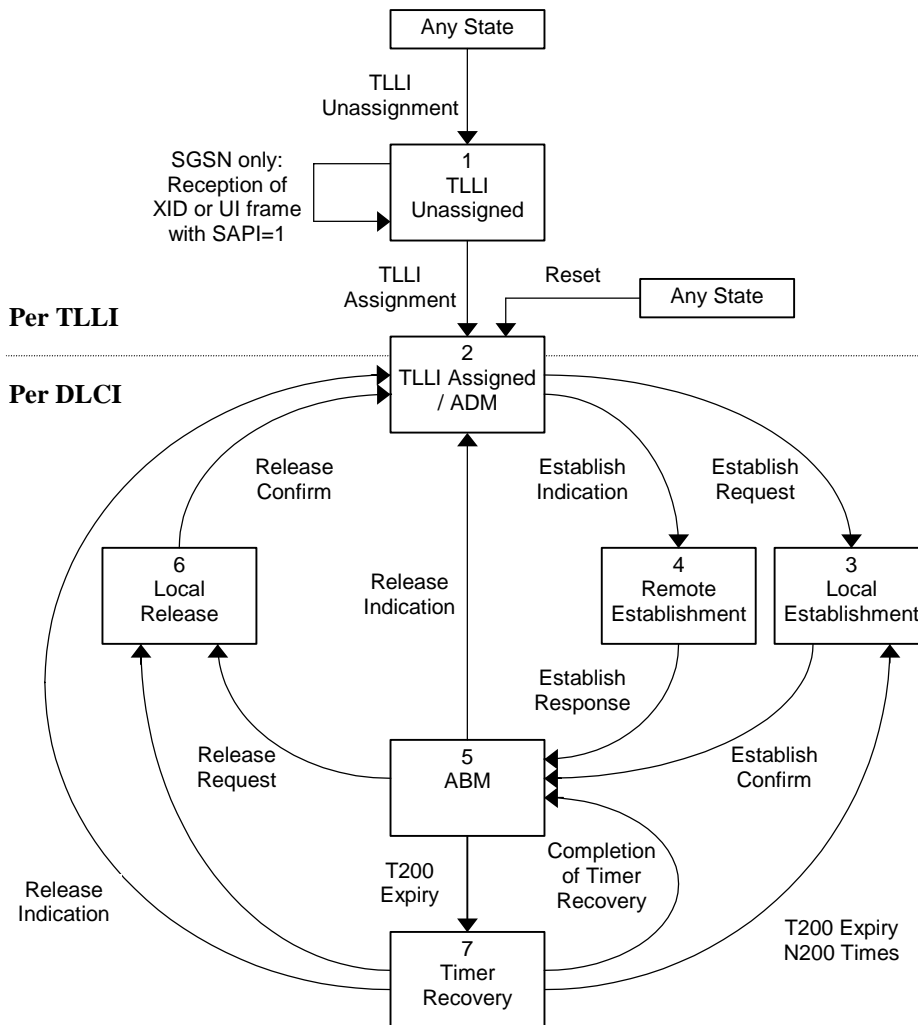 Any State
TLLI
Unassignment
SGSN only:
Reception of
XID or UI frame
with SAPI=1
1
TLLI
Unassigned
TLLI
Assignment
Reset
Any State
Per TLLI
2
TLLI Assigned
/ ADM
Per DLCI
Release
Confirm
Establish
Indication
Establish
Request
6
Local
Release
Release
Indication
4
Remote
Establishment
3
Local
Establishment
Establish
Response
Release
Request
5
ABM
Establish
Confirm
T200
Expiry
Completion
of Timer
Recovery
Release
Indication
T200 Expiry
N200 Times
7
Timer
Recovery